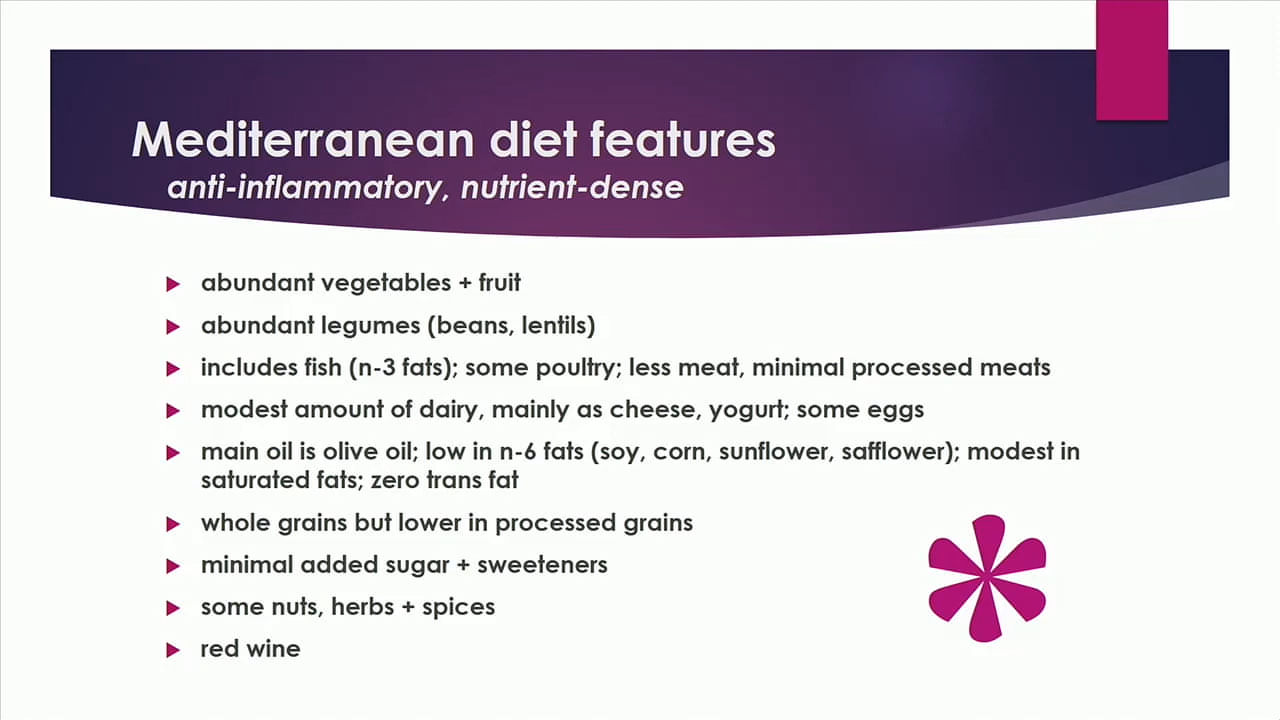 Mediterranean diet features
anti-inflammatory, nutrient-dense
abundant vegetables + fruit
abundant legumes (beans, lentils)
includes fish (n-3 fats); some poultry; less meat, minimal processed meats
modest amount of dairy, mainly as cheese, yogurt; some eggs
main oil is olive oil; low in n-6 fats (soy, corn, sunflower, safflower); modest in
saturated fats; zero trans fat
whole grains but lower in processed grains
minimal added sugar + sweeteners
some nuts, herbs + spices
red wine